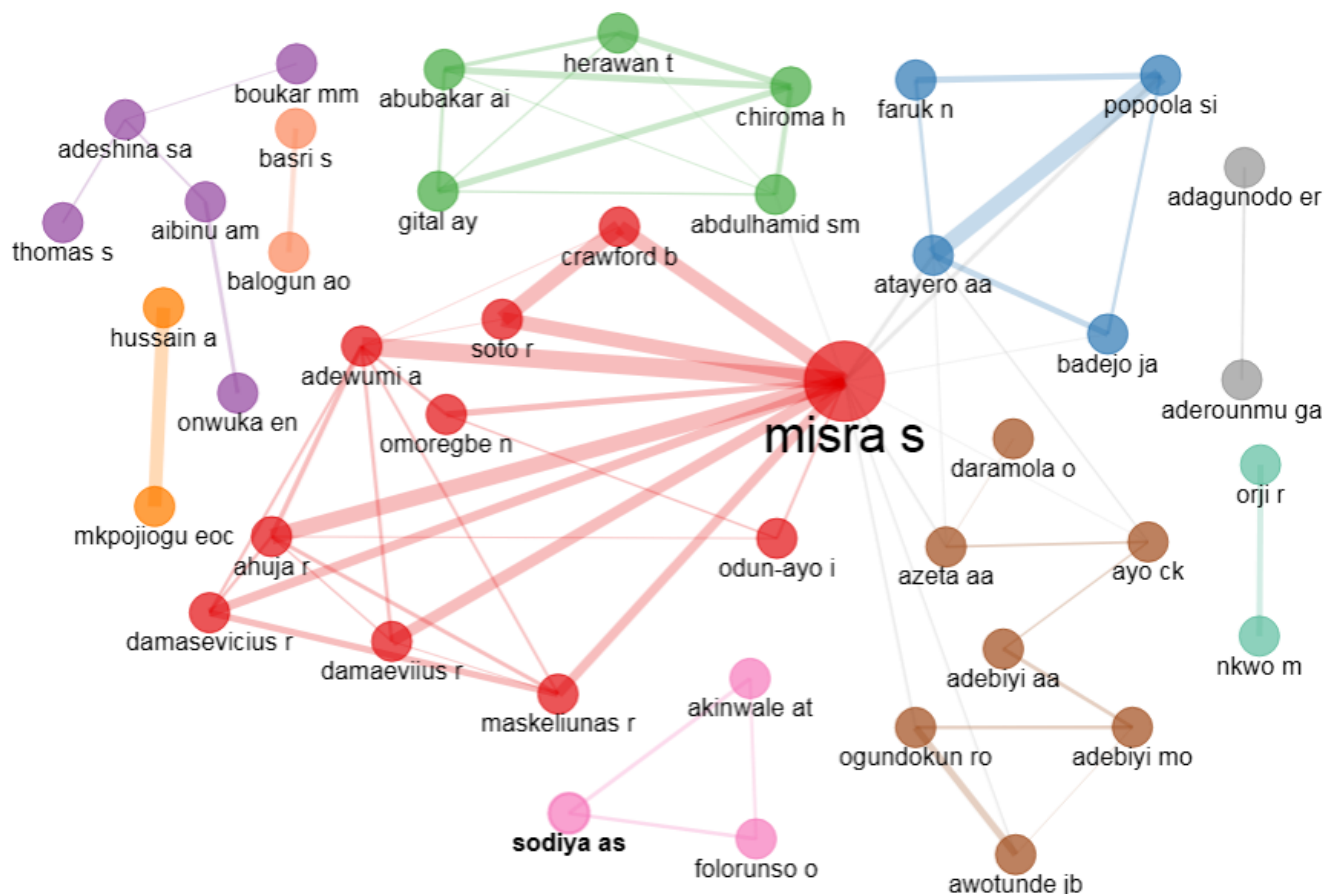 herawan t
boukar mm
abubakar ai
chiroma h
faruk n
popoola si
adeshina sa
basri s
adagunodo er
thomas s
aibinu am
gital ay
abdulhamid sm
crawford b
balogun ao
atayero aa
hussain a
soto r
adewumi a
badejo ja
aderounmu ga
onwuka en
omoregbe n
misra s
daramola o
orji r
mkpojiogu eoc
ahuja r
odun-ayo i
azeta aa
ayo ck
damasevicius r
damaeviius r
nkwo m
adebiyi aa
maskeliunas r
akinwale at
ogundokun ro
adebiyi mo
sodiya as
folorunso o
awotunde jb